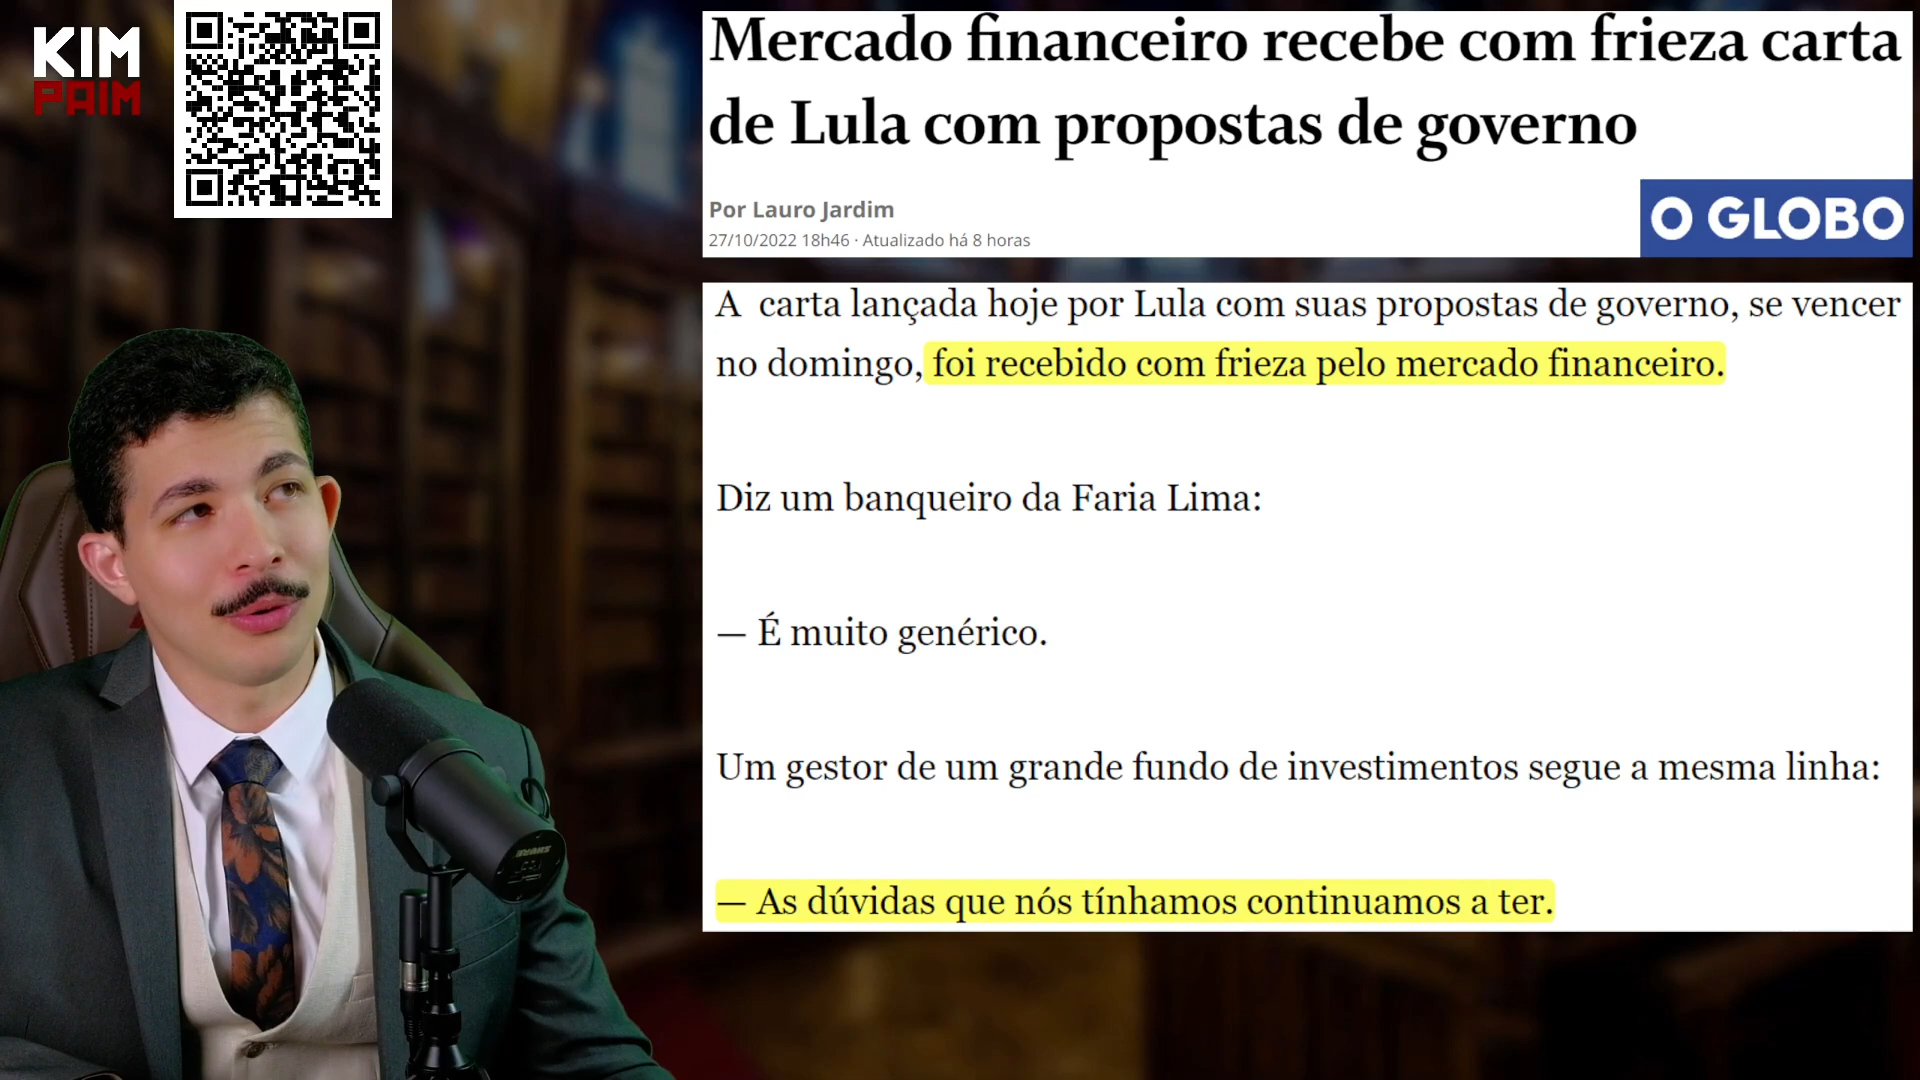 KIM
PAIM
Mercado financeiro recebe com frieza carta
de Lula com propostas de governo
Por Lauro Jardim
27/10/2022 18h46 · Atualizado há 8 horas
O GLOBO
A carta lançada hoje por Lula com suas propostas de governo, se vencer
no domingo, foi recebido com frieza pelo mercado financeiro.
Diz um banqueiro da Faria Lima:
— É muito genérico.
Um gestor de um grande fundo de investimentos segue a mesma linha:
— As dúvidas que nós tínhamos continuamos a ter.